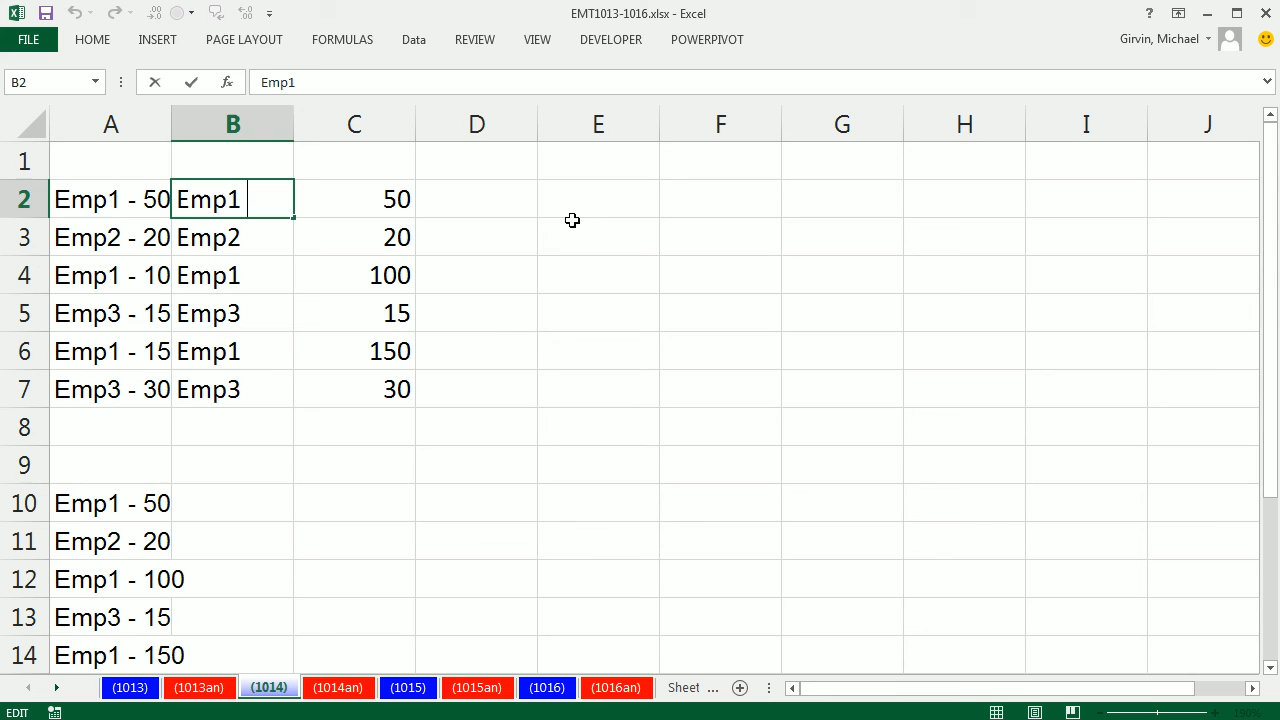 EMT1013-1016.xlsx - Excel
FILE HOME INSERT PAGE LAYOUT FORMULAS Data REVIEW VIEW DEVELOPER POWERPIVOT Girvin, Michael
B2 fx Emp1
A B C D E F G H I J
1
2 Emp1 - 50 Emp1 50
3 Emp2 - 20 Emp2 20
4 Emp1 - 10 Emp1 100
5 Emp3 - 15 Emp3 15
6 Emp1 - 15 Emp1 150
7 Emp3 - 30 Emp3 30
8
9
10 Emp1 - 50
11 Emp2 - 20
12 Emp1 - 100
13 Emp3 - 15
14 Emp1 - 150
(1013) (1013an) (1014) (1014an) (1015) (1015an) (1016) (1016an) Sheet ...
EDIT 190%